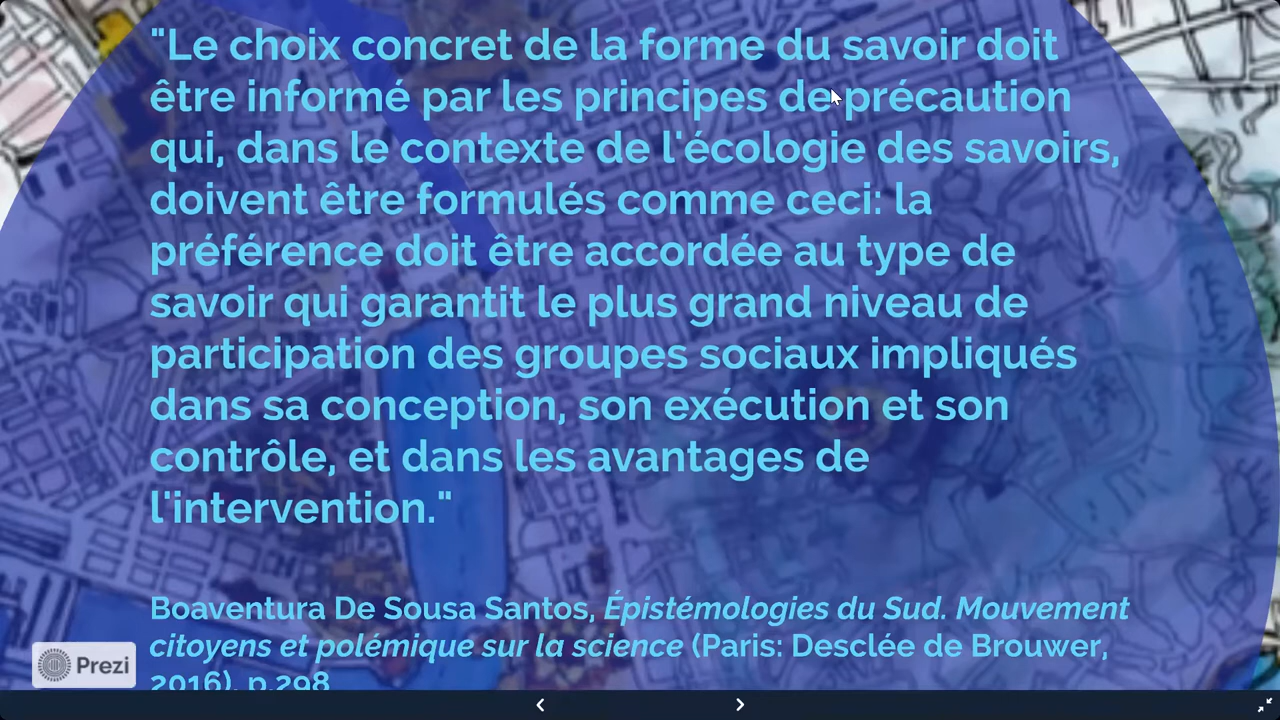 "Le choix concret de la forme du savoir doit
être informé par les principes de précaution
qui, dans le contexte de l'écologie des savoirs,
doivent être formulés comme ceci: la
préférence doit être accordée au type de
savoir qui garantit le plus grand niveau de
participation des groupes sociaux impliqués
dans sa conception, son exécution et son
contrôle, et dans les avantages de
l'intervention."
Boaventura De Sousa Santos, Épistémologies du Sud. Mouvement
citoyens et polémique sur la science (Paris: Desclée de Brouwer,
2016), p.298
Prezi